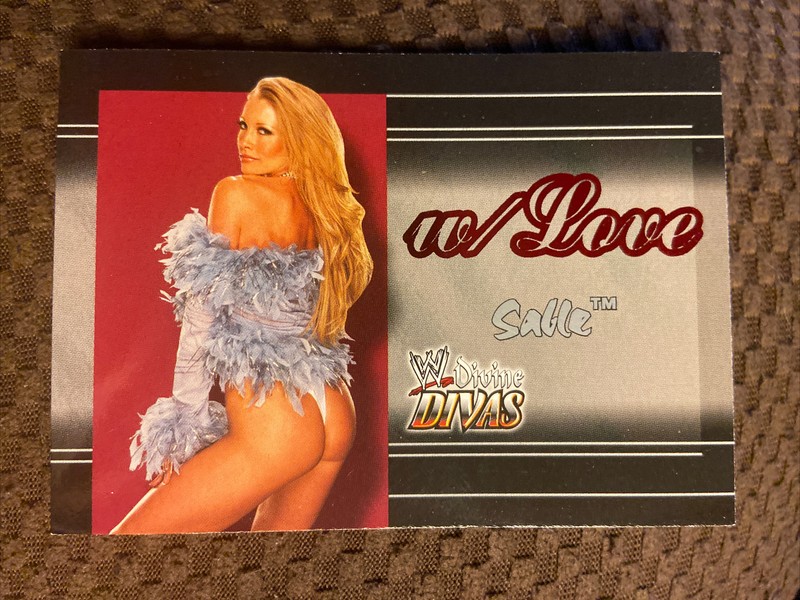 w/Love
Sable™
W
Divine
DIVAS